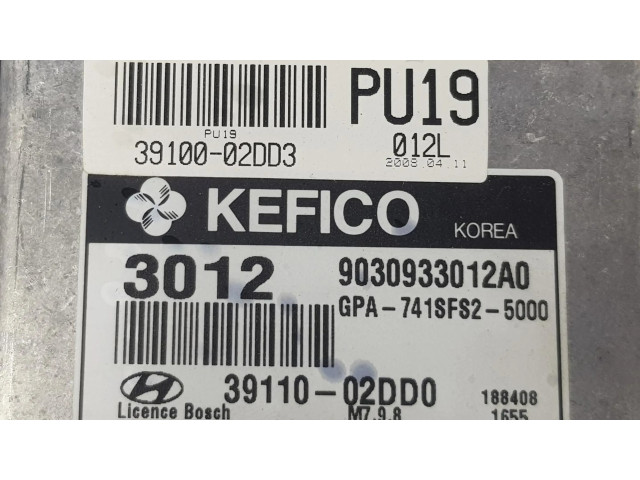 PU19
PU19
39100-02DD3
012L
2008.04.11
KEFICO
KOREA
3012
9030933012A0
GPA-741SFS2-5000
39110-02DD0
188408
Licence Bosch
M7.9.8
1655